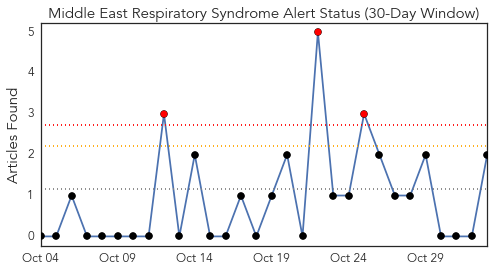 Middle East Respiratory Syndrome Alert Status (30-Day Window)
Articles Found
5
4
3
2
1
0
Oct 04 Oct 09 Oct 14 Oct 19 Oct 24 Oct 29